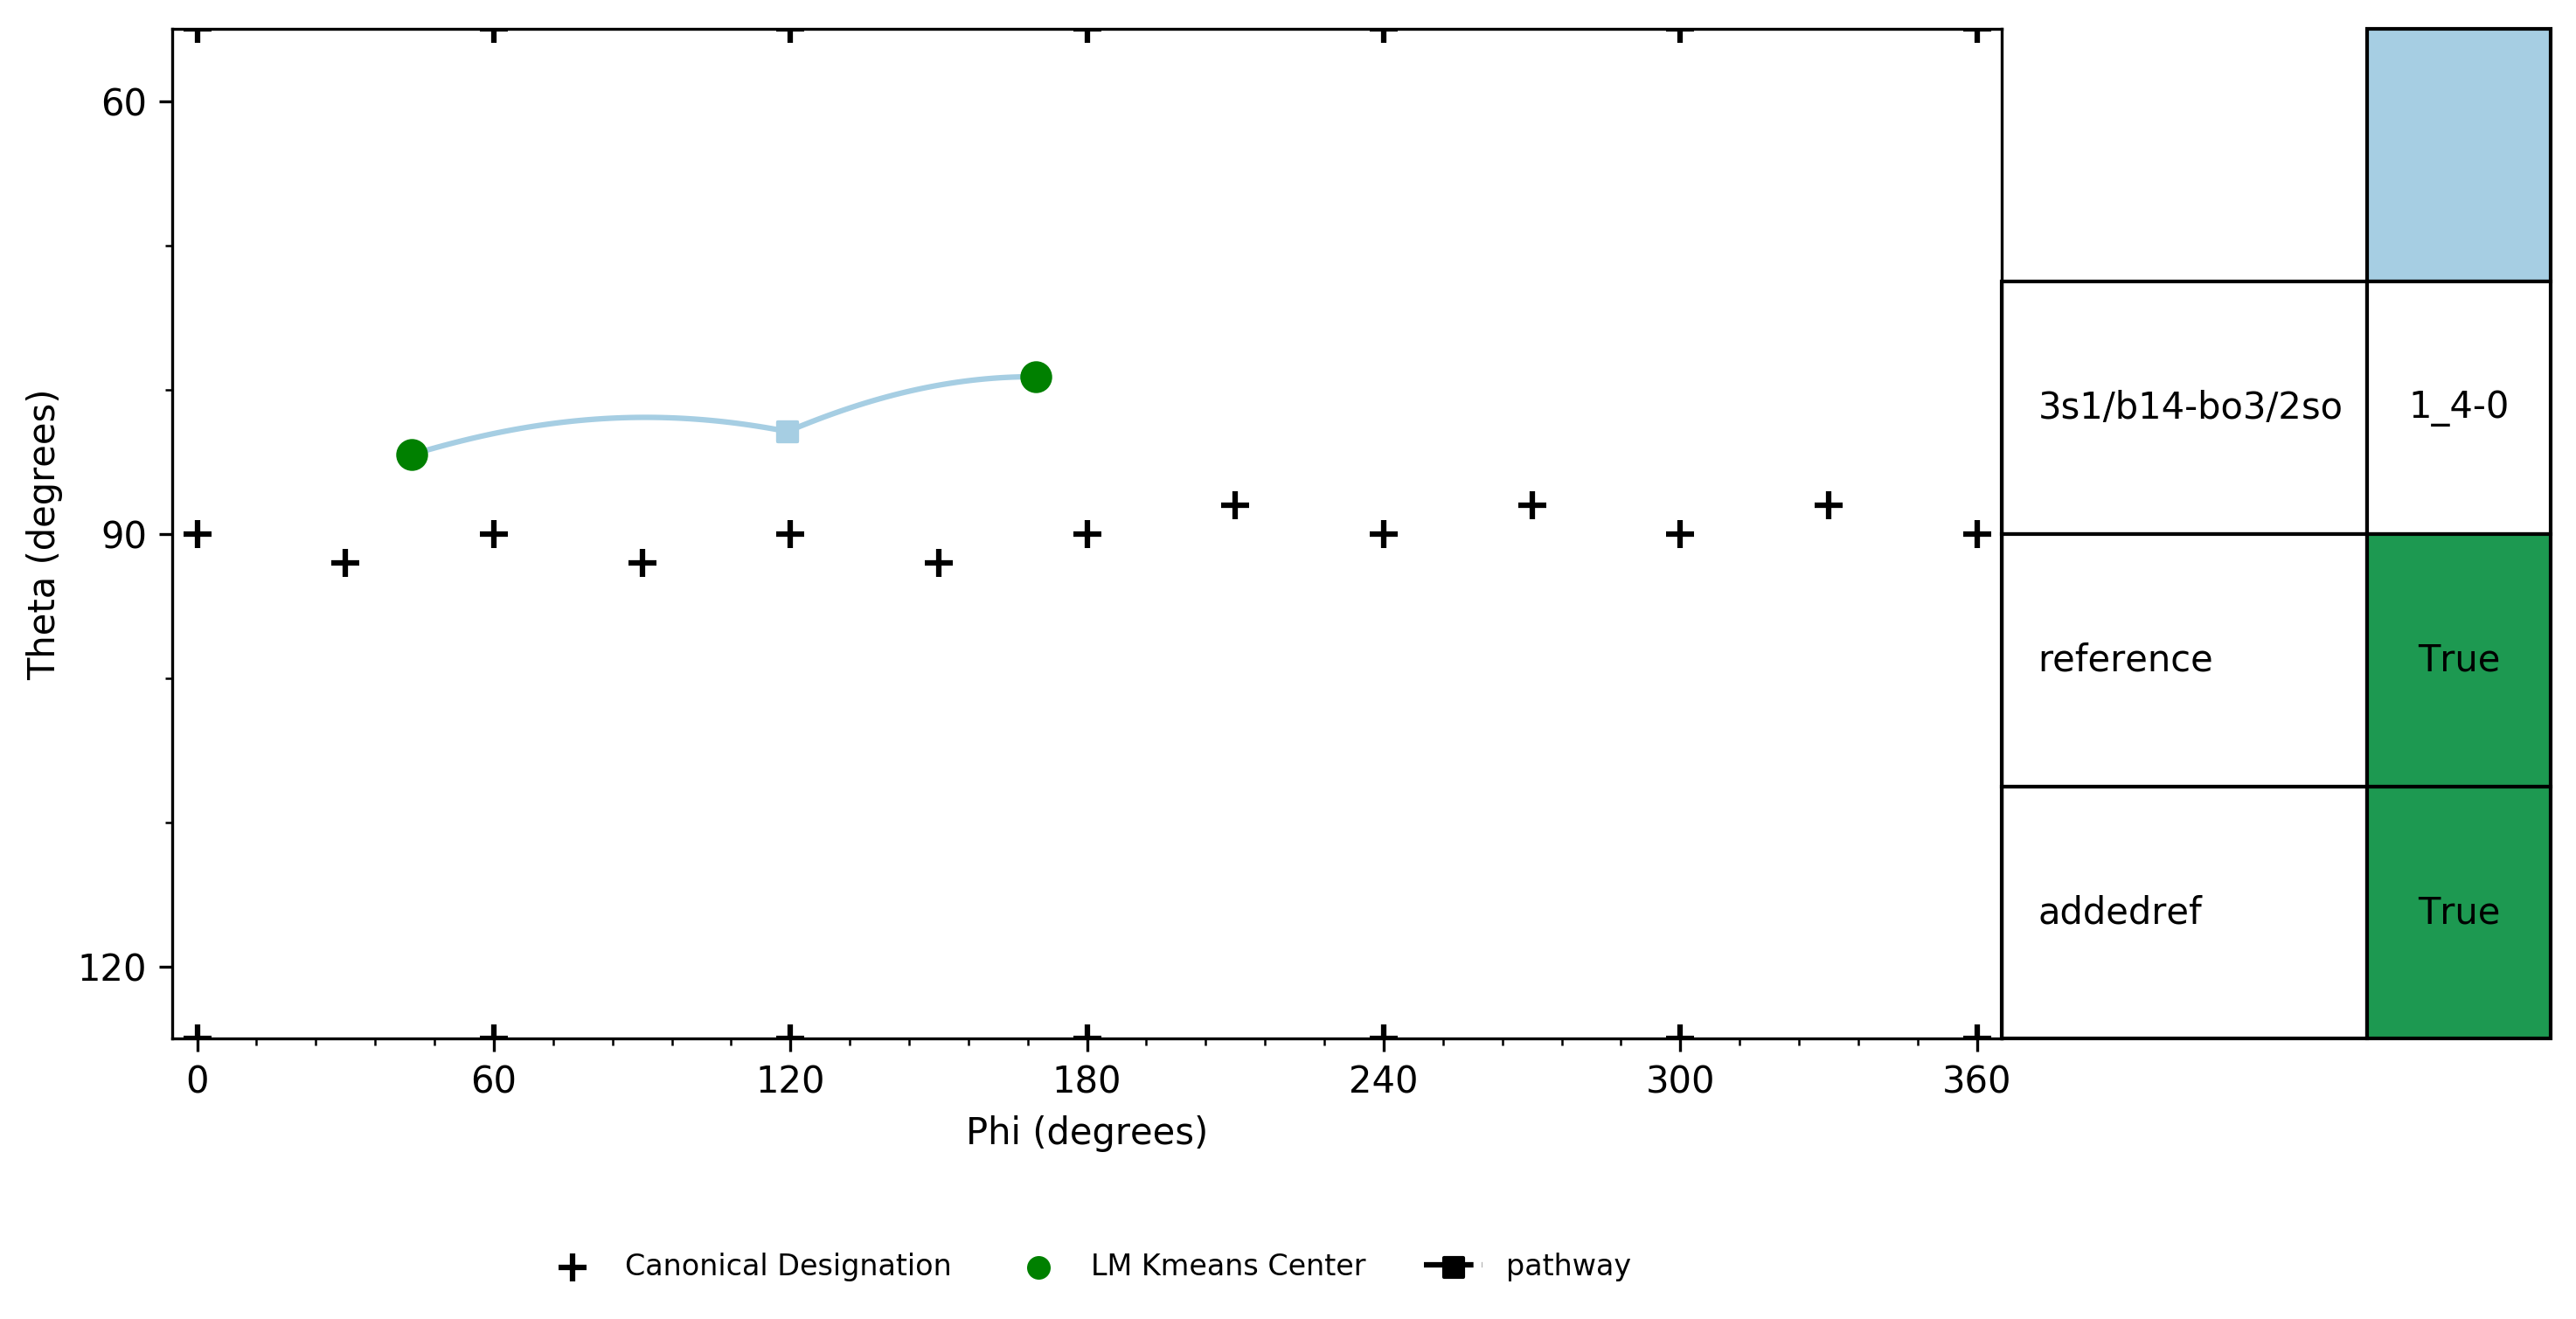 60
90
120
Theta (degrees)
0 60 120 180 240 300 360
Phi (degrees)
3s1/b14-bo3/2so 1_4-0
reference True
addedref True
Canonical Designation LM Kmeans Center pathway